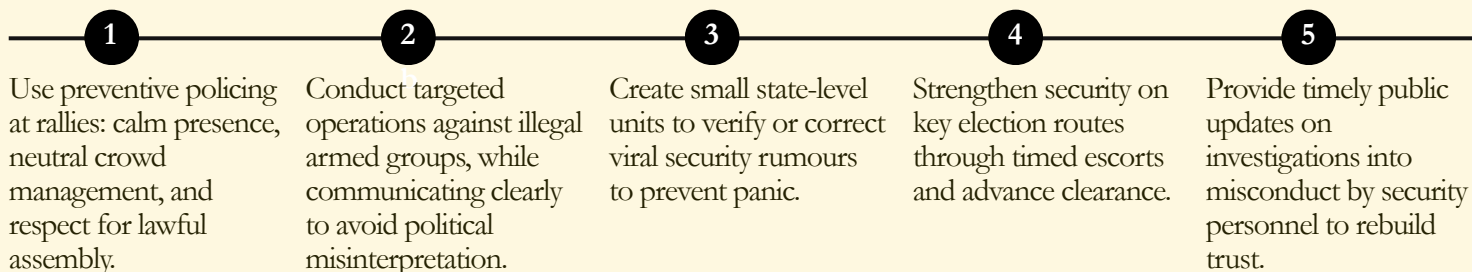 1
Use preventive policing
at rallies: calm presence,
neutral crowd
management, and
respect for lawful
assembly.
2
Conduct targeted
operations against illegal
armed groups, while
communicating clearly
to avoid political
misinterpretation.
3
Create small state-level
units to verify or correct
viral security rumours
to prevent panic.
4
Strengthen security on
key election routes
through timed escorts
and advance clearance.
5
Provide timely public
updates on
investigations into
misconduct by security
personnel to rebuild
trust.